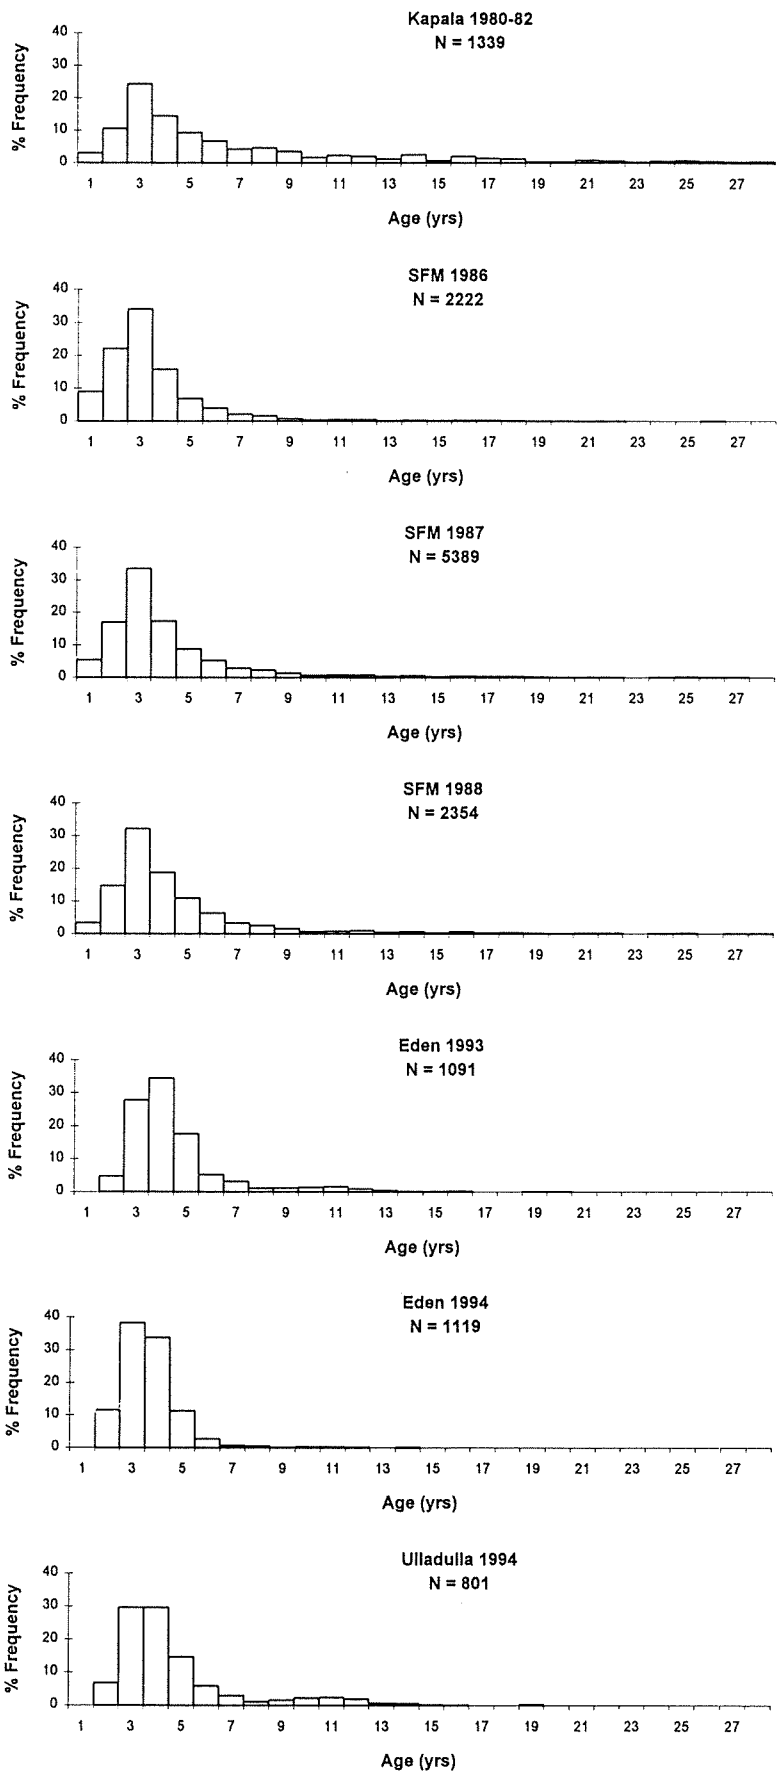 Kapala 1980-82
N = 1339
% Frequency
40
30
20
10
0
1 3 5 7 9 11 13 15 17 19 21 23 25 27
Age (yrs)
SFM 1986
N = 2222
% Frequency
40
30
20
10
0
1 3 5 7 9 11 13 15 17 19 21 23 25 27
Age (yrs)
SFM 1987
N = 5389
% Frequency
40
30
20
10
0
1 3 5 7 9 11 13 15 17 19 21 23 25 27
Age (yrs)
SFM 1988
N = 2354
% Frequency
40
30
20
10
0
1 3 5 7 9 11 13 15 17 19 21 23 25 27
Age (yrs)
Eden 1993
N = 1091
% Frequency
40
30
20
10
0
1 3 5 7 9 11 13 15 17 19 21 23 25 27
Age (yrs)
Eden 1994
N = 1119
% Frequency
40
30
20
10
0
1 3 5 7 9 11 13 15 17 19 21 23 25 27
Age (yrs)
Ulladulla 1994
N = 801
% Frequency
40
30
20
10
0
1 3 5 7 9 11 13 15 17 19 21 23 25 27
Age (yrs)